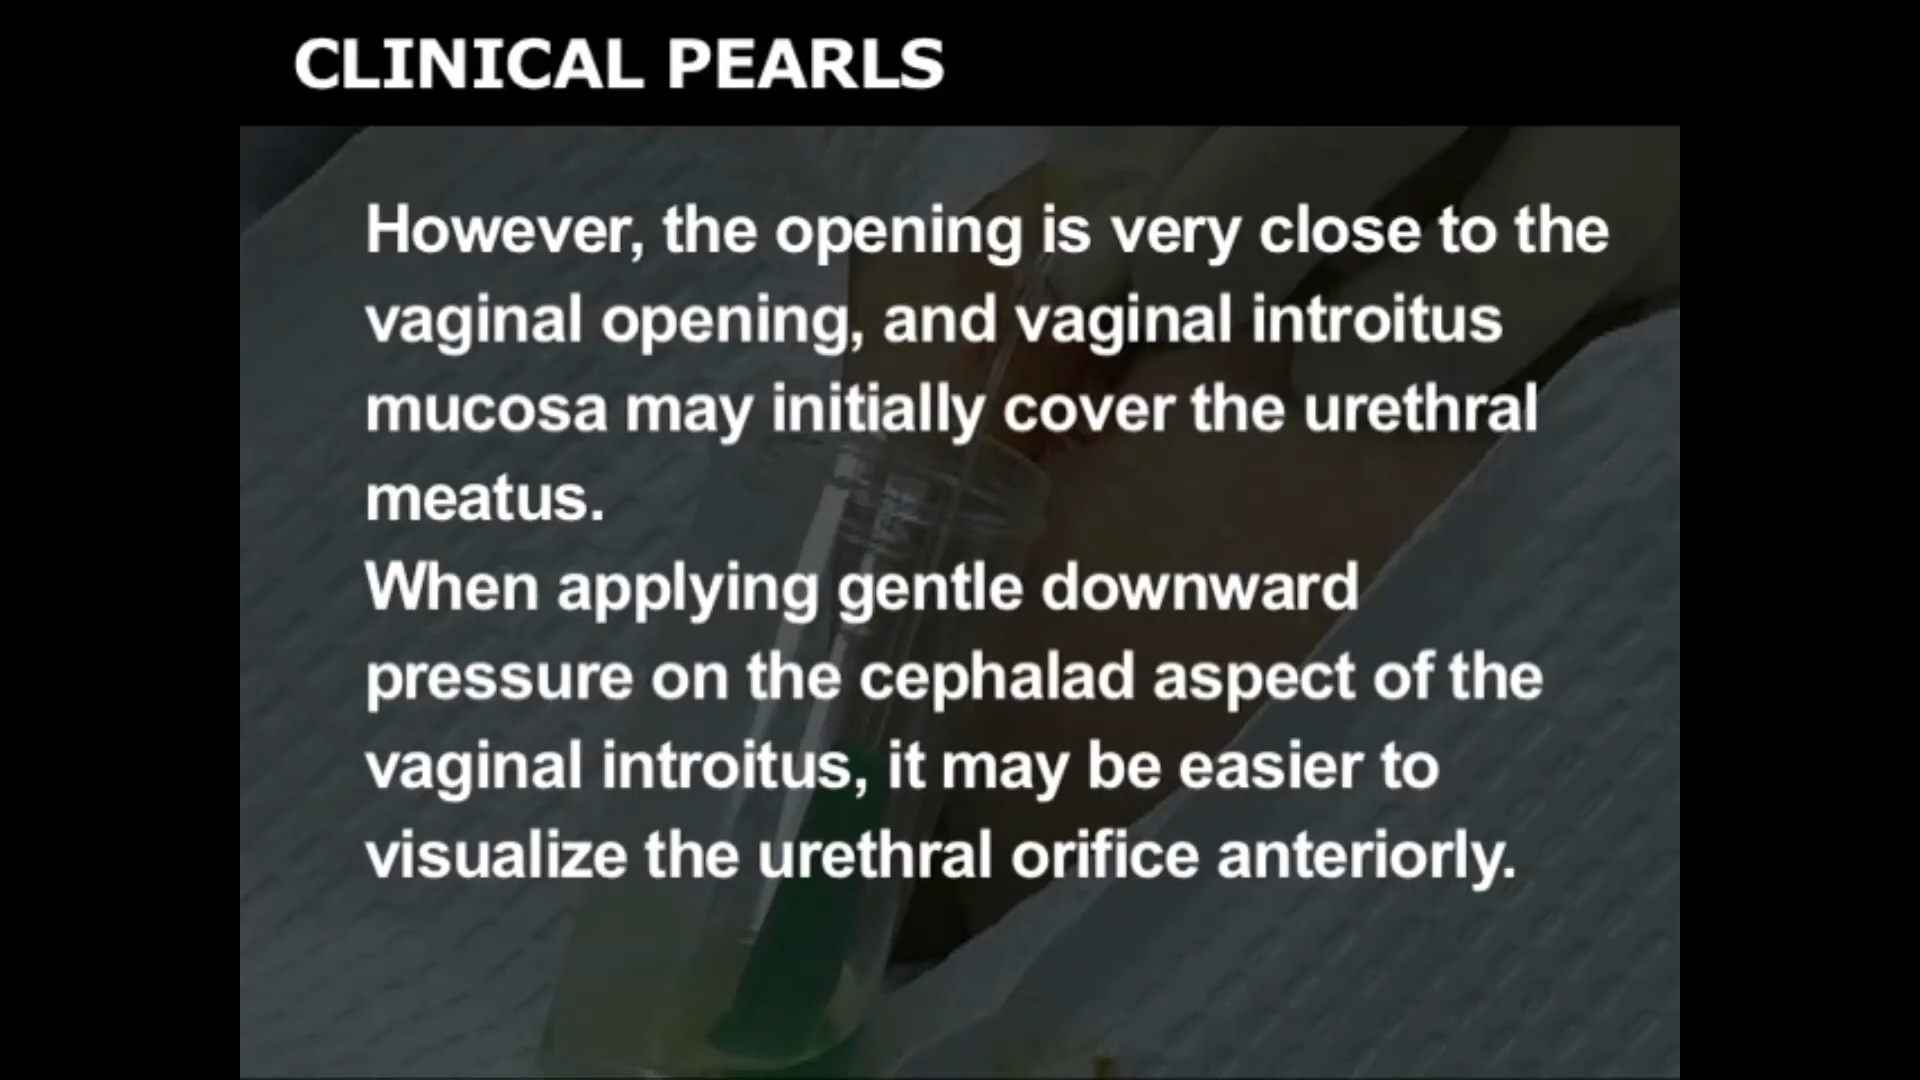 CLINICAL PEARLS
However, the opening is very close to the
vaginal opening, and vaginal introitus
mucosa may initially cover the urethral
meatus.
When applying gentle downward
pressure on the cephalad aspect of the
vaginal introitus, it may be easier to
visualize the urethral orifice anteriorly.